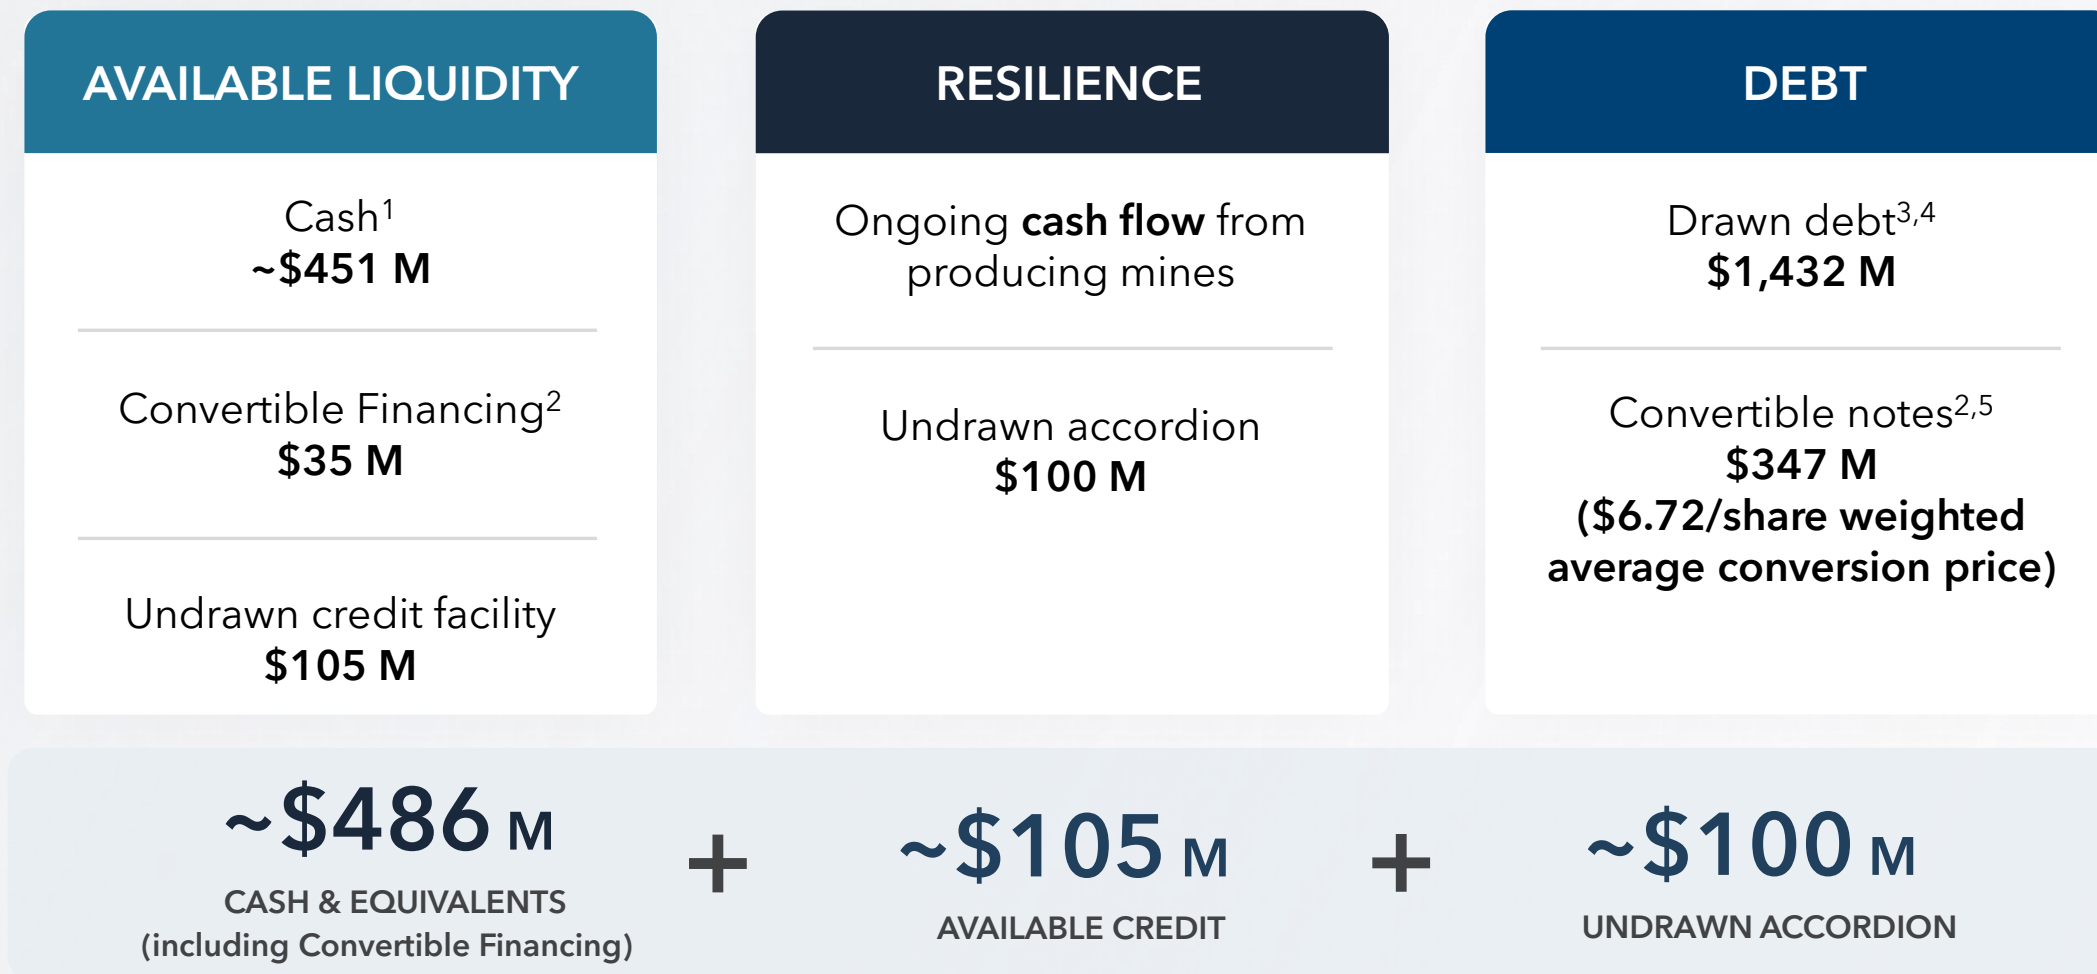 AVAILABLE LIQUIDITY
Cash1
~$451 M
Convertible Financing2
$35 M
Undrawn credit facility
$105 M
RESILIENCE
Ongoing cash flow from
producing mines
Undrawn accordion
$100 M
DEBT
Drawn debt3,4
$1,432 M
Convertible notes2,5
$347 M
($6.72/share weighted
average conversion price)
~$486 M
CASH & EQUIVALENTS
(including Convertible Financing)
+
~$105 M
AVAILABLE CREDIT
+
~$100 M
UNDRAWN ACCORDION